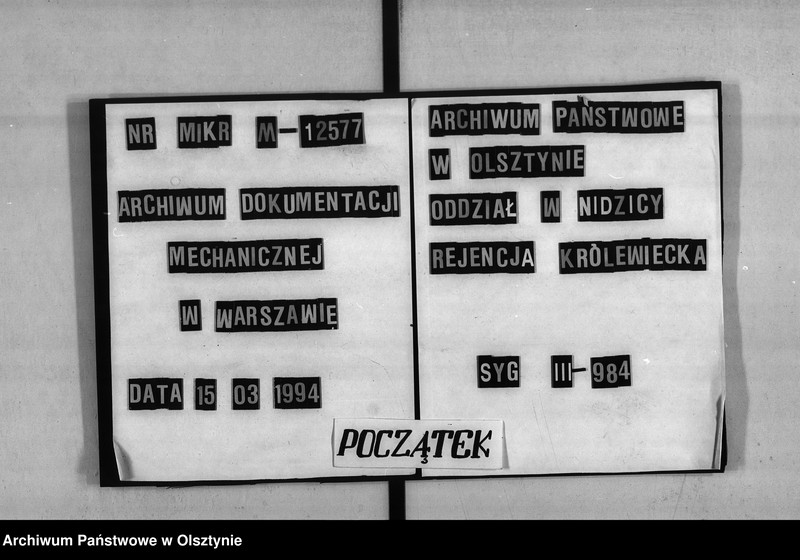 NR MIKR M-12577
ARCHIWUM DOKUMENTACJI
MECHANICZNEJ
W WARSZAWIE
DATA 15 03 1994
ARCHIWUM PAŃSTWOWE
W OLSZTYNIE
ODDZIAŁ W NIDZICY
REJENCJA KRÒLEWIECKA
SYG III-984
POCZĄTEK
Archiwum Państwowe w Olsztynie